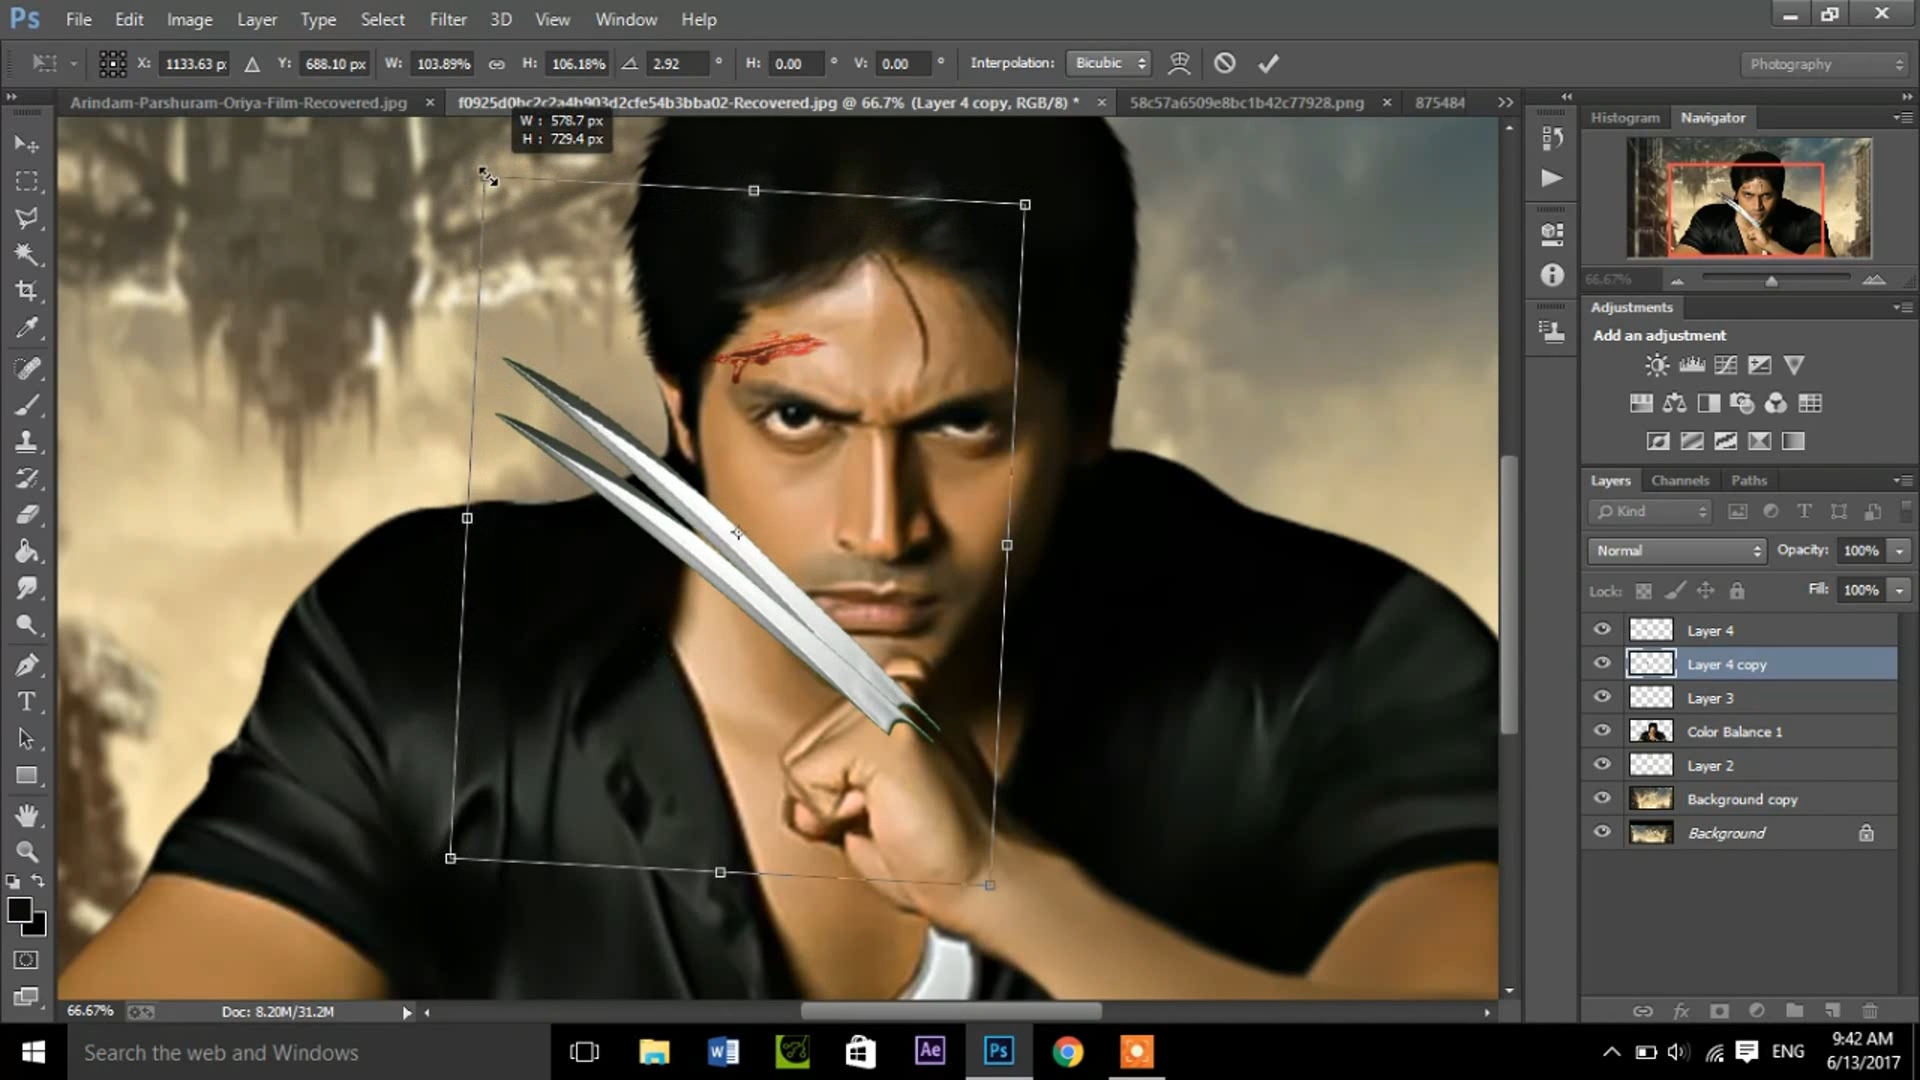 Ps File Edit Image Layer Type Select Filter 3D View Window Help
X: 1133.63 p Y: 688.10 px W: 103.89% H: 106.18% 2.92 ° H: 0.00 ° V: 0.00 ° Interpolation: Bicubic Photography
Arindam-Parshuram-Oriya-Film-Recovered.jpg × f0925d0bc2c2a4b903d2cfe54b3bba02-Recovered.jpg @ 66.7% (Layer 4 copy, RGB/8) * × 58c57a6509e8bc1b42c77928.png × 875484
W : 578.7 px
H : 729.4 px
Histogram Navigator
66.67%
Adjustments
Add an adjustment
Layers Channels Paths
Kind
Normal Opacity: 100%
Lock: Fill: 100%
Layer 4
Layer 4 copy
Layer 3
Color Balance 1
Layer 2
Background copy
Background
66.67% Doc: 8.20M/31.2M
Search the web and Windows
Ae Ps
ENG
9:42 AM
6/13/2017